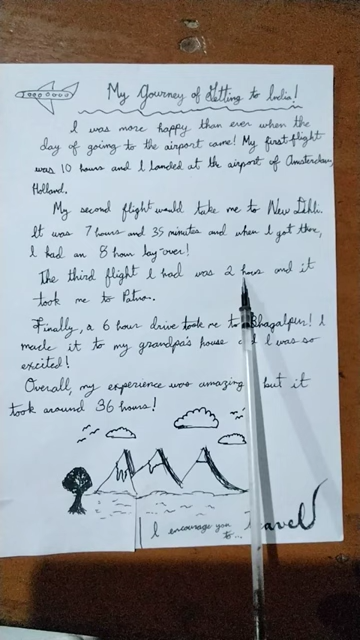 My Journey of Getting to India!
I was more happy than ever when the
day of going to the airport came! My first flight
was 10 hours and I landed at the airport of Amsterdam,
Holland.
My second flight would take me to New Delhi.
It was 7 hours and 35 minutes and when I got there,
I had an 8 hour lay-over!
The third flight I had was 2 hours and it
took me to Patna.
Finally, a 6 hour drive took me to Bhagalpur! I
made it to my grandpa's house and I was so
excited!
Overall, my experience was amazing but it
took around 36 hours!
I encourage you
to... Travel